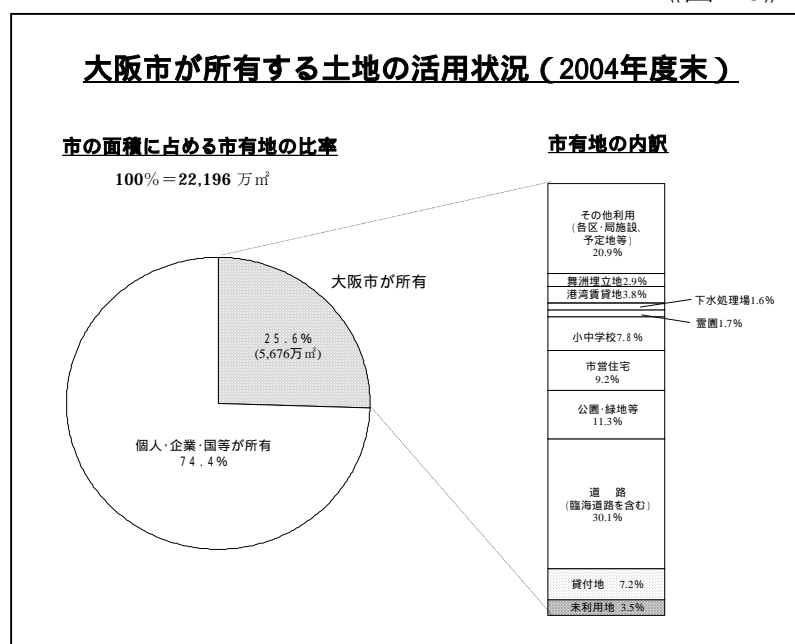 大阪市が所有する土地の活用状況(2004年度末)
市の面積に占める市有地の比率
100%=22,196 万㎡
大阪市が所有
25.6%
(5,676万㎡)
個人・企業・国等が所有
74.4%
市有地の内訳
その他利用
(各区・局施設、
予定地等)
20.9%
舞洲埋立地2.9%
港湾賃貸地3.8%
下水処理場1.6%
霊園1.7%
小中学校7.8%
市営住宅
9.2%
公園・緑地等
11.3%
道 路
(臨海道路を含む)
30.1%
貸付地 7.2%
未利用地 3.5%